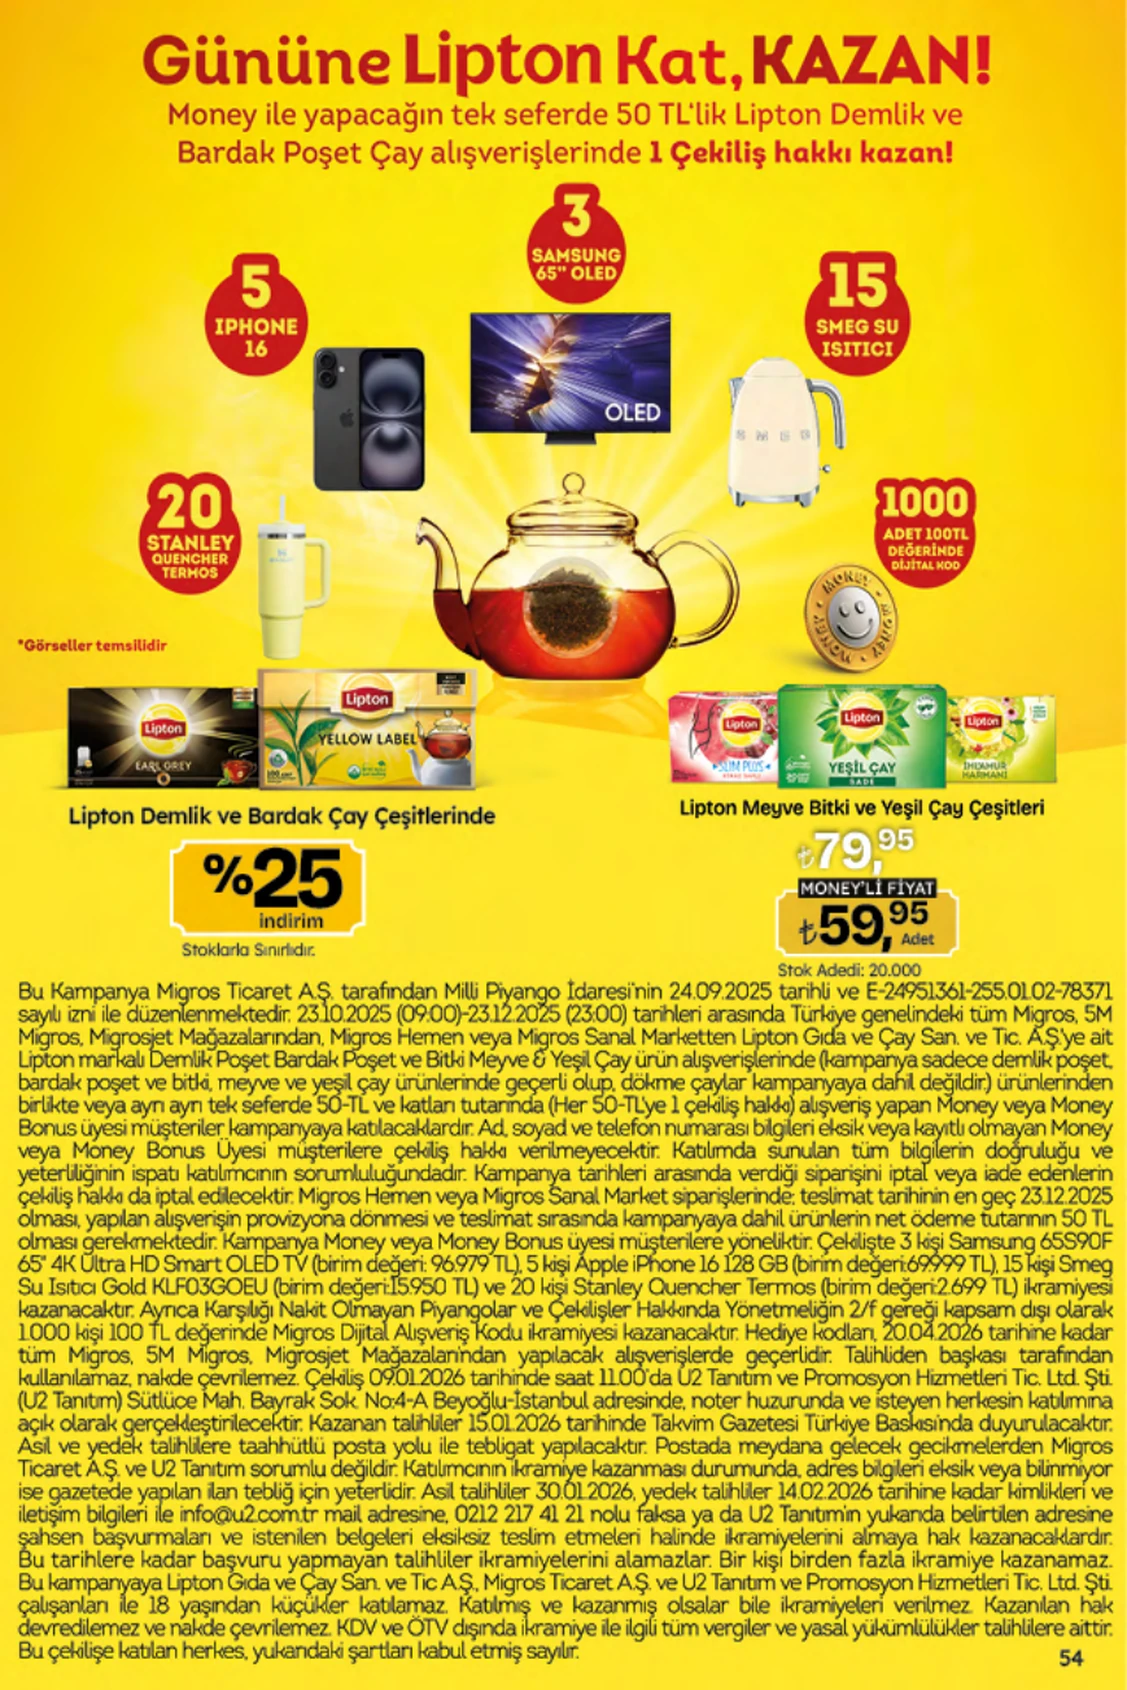 Gününe Lipton Kat, KAZAN!
Money ile yapacağın tek seferde 50 TL'lik Lipton Demlik ve
Bardak Poşet Çay alışverişlerinde 1 Çekiliş hakkı kazan!
3
SAMSUNG
65" OLED
5
IPHONE
16
15
SMEG SU
ISITICI
OLED
SMEG
20
STANLEY
QUENCHER
TERMOS
1000
ADET 100TL
DEĞERİNDE
DİJİTAL KOD
MONEY
MONEY
MONEY
*Görseller temsilidir
Lipton
EARL GREY
Lipton
YELLOW LABEL
Lipton
SLIM PLUS
Lipton
YEŞİL ÇAY
SADE
Lipton
IHLAMUR
HARMANI
Lipton Demlik ve Bardak Çay Çeşitlerinde
%25
indirim
Stoklarla Sınırlıdır.
Lipton Meyve Bitki ve Yeşil Çay Çeşitleri
₺79,95
MONEY'Lİ FİYAT
₺59,95
Adet
Stok Adedi: 20.000
Bu Kampanya Migros Ticaret A.Ş. tarafından Milli Piyango İdaresi'nin 24.09.2025 tarihli ve E-24951361-255.01.02-78371
sayılı izni ile düzenlenmektedir. 23.10.2025 (09:00)-23.12.2025 (23:00) tarihleri arasında Türkiye genelindeki tüm Migros, 5M
Migros, Migrosjet Mağazalarından, Migros Hemen veya Migros Sanal Marketten Lipton Gıda ve Çay San. ve Tic. A.Ş.'ye ait
Lipton markalı Demlik Poşet Bardak Poşet ve Bitki Meyve & Yeşil Çay ürün alışverişlerinde (kampanya sadece demlik poşet,
bardak poşet ve bitki, meyve ve yeşil çay ürünlerinde geçerli olup, dökme çaylar kampanyaya dahil değildir.) ürünlerinden
birlikte veya ayrı ayrı tek seferde 50-TL ve katları tutarında (Her 50-TL'ye 1 çekiliş hakkı) alışveriş yapan Money veya Money
Bonus üyesi müşteriler kampanyaya katılacaklardır. Ad, soyad ve telefon numarası bilgileri eksik veya kayıtlı olmayan Money
veya Money Bonus Üyesi müşterilere çekiliş hakkı verilmeyecektir. Katılımda sunulan tüm bilgilerin doğruluğu ve
yeterliliğinin ispatı katılımcının sorumluluğundadır. Kampanya tarihleri arasında verdiği siparişini iptal veya iade edenlerin
çekiliş hakkı da iptal edilecektir. Migros Hemen veya Migros Sanal Market siparişlerinde; teslimat tarihinin en geç 23.12.2025
olması, yapılan alışverişin provizyona dönmesi ve teslimat sırasında kampanyaya dahil ürünlerin net ödeme tutarının 50 TL
olması gerekmektedir. Kampanya Money veya Money Bonus üyesi müşterilere yöneliktir. Çekilişte 3 kişi Samsung 65S90F
65" 4K Ultra HD Smart OLED TV (birim değeri: 96.979 TL), 5 kişi Apple iPhone 16 128 GB (birim değeri:69.999 TL), 15 kişi Smeg
Su Isıtıcı Gold KLF03GOEU (birim değeri:15.950 TL) ve 20 kişi Stanley Quencher Termos (birim değeri:2.699 TL) ikramiyesi
kazanacaktır. Ayrıca Karşılığı Nakit Olmayan Piyangolar ve Çekilişler Hakkında Yönetmeliğin 2/f gereği kapsam dışı olarak
1.000 kişi 100 TL değerinde Migros Dijital Alışveriş Kodu ikramiyesi kazanacaktır. Hediye kodları, 20.04.2026 tarihine kadar
tüm Migros, 5M Migros, Migrosjet Mağazalarından yapılacak alışverişlerde geçerlidir. Talihliden başkası tarafından
kullanılamaz, nakde çevrilemez. Çekiliş 09.01.2026 tarihinde saat 11.00'da U2 Tanıtım ve Promosyon Hizmetleri Tic. Ltd. Şti.
(U2 Tanıtım) Sütlüce Mah. Bayrak Sok. No:4-A Beyoğlu-İstanbul adresinde, noter huzurunda ve isteyen herkesin katılımına
açık olarak gerçekleştirilecektir. Kazanan talihliler 15.01.2026 tarihinde Takvim Gazetesi Türkiye Baskısında duyurulacaktır.
Asil ve yedek talihlilere taahhütlü posta yolu ile tebligat yapılacaktır. Postada meydana gelecek gecikmelerden Migros
Ticaret A.Ş. ve U2 Tanıtım sorumlu değildir. Katılımcının ikramiye kazanması durumunda, adres bilgileri eksik veya bilinmiyor
ise gazetede yapılan ilan tebliğ için yeterlidir. Asil talihliler 30.01.2026, yedek talihliler 14.02.2026 tarihine kadar kimlikleri ve
iletişim bilgileri ile info@u2.com.tr mail adresine, 0212 217 41 21 nolu faksa ya da U2 Tanıtım'ın yukarıda belirtilen adresine
şahsen başvurmaları ve istenilen belgeleri eksiksiz teslim etmeleri halinde ikramiyelerini almaya hak kazanacaklardır.
Bu tarihlere kadar başvuru yapmayan talihliler ikramiyelerini alamazlar. Bir kişi birden fazla ikramiye kazanamaz.
Bu kampanyaya Lipton Gıda ve Çay San. ve Tic A.Ş., Migros Ticaret A.Ş. ve U2 Tanıtım ve Promosyon Hizmetleri Tic. Ltd. Şti.
çalışanları ile 18 yaşından küçükler katılamaz. Katılmış ve kazanmış olsalar bile ikramiyeleri verilmez. Kazanılan hak
devredilemez ve nakde çevrilemez. KDV ve ÖTV dışında ikramiye ile ilgili tüm vergiler ve yasal yükümlülükler talihlilere aittir.
Bu çekilişe katılan herkes, yukarıdaki şartları kabul etmiş sayılır.
54